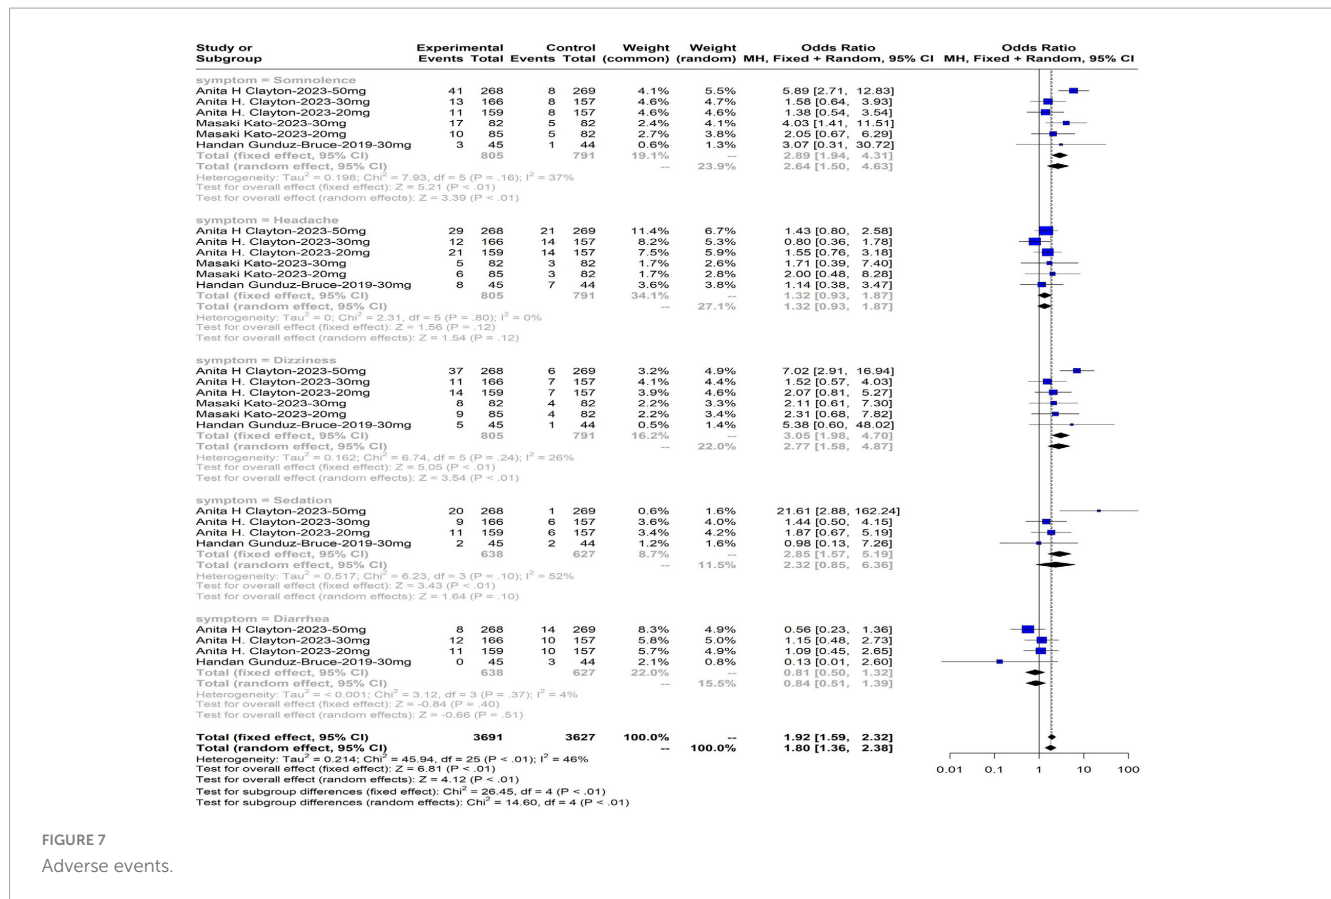 Study or Experimental Control Weight Weight Odds Ratio Odds Ratio
Subgroup Events Total Events Total (common) (random) MH, Fixed + Random, 95% CI MH, Fixed + Random, 95% CI
symptom = Somnolence
Anita H Clayton-2023-50mg 41 268 8 269 4.1% 5.5% 5.89 [2.71, 12.83]
Anita H. Clayton-2023-30mg 13 166 8 157 4.6% 4.7% 1.58 [0.64, 3.93]
Anita H. Clayton-2023-20mg 11 159 8 157 4.6% 4.6% 1.38 [0.54, 3.54]
Masaki Kato-2023-30mg 17 82 5 82 2.4% 4.1% 4.03 [1.41, 11.51]
Masaki Kato-2023-20mg 10 85 5 82 2.7% 3.8% 2.05 [0.67, 6.29]
Handan Gunduz-Bruce-2019-30mg 3 45 1 44 0.6% 1.3% 3.07 [0.31, 30.72]
Total (fixed effect, 95% CI) 805 791 19.1% -- 2.89 [1.94, 4.31]
Total (random effect, 95% CI) -- 23.9% 2.64 [1.50, 4.63]
Heterogeneity: Tau² = 0.198; Chi² = 7.93, df = 5 (P = .16); I² = 37%
Test for overall effect (fixed effect): Z = 5.21 (P < .01)
Test for overall effect (random effects): Z = 3.39 (P < .01)
symptom = Headache
Anita H Clayton-2023-50mg 29 268 21 269 11.4% 6.7% 1.43 [0.80, 2.58]
Anita H. Clayton-2023-30mg 12 166 14 157 8.2% 5.3% 0.80 [0.36, 1.78]
Anita H. Clayton-2023-20mg 21 159 14 157 7.5% 5.9% 1.55 [0.76, 3.18]
Masaki Kato-2023-30mg 5 82 3 82 1.7% 2.6% 1.71 [0.39, 7.40]
Masaki Kato-2023-20mg 6 85 3 82 1.7% 2.8% 2.00 [0.48, 8.28]
Handan Gunduz-Bruce-2019-30mg 8 45 7 44 3.6% 3.8% 1.14 [0.38, 3.47]
Total (fixed effect, 95% CI) 805 791 34.1% -- 1.32 [0.93, 1.87]
Total (random effect, 95% CI) -- 27.1% 1.32 [0.93, 1.87]
Heterogeneity: Tau² = 0; Chi² = 2.31, df = 5 (P = .80); I² = 0%
Test for overall effect (fixed effect): Z = 1.56 (P = .12)
Test for overall effect (random effects): Z = 1.54 (P = .12)
symptom = Dizziness
Anita H Clayton-2023-50mg 37 268 6 269 3.2% 4.9% 7.02 [2.91, 16.94]
Anita H. Clayton-2023-30mg 11 166 7 157 4.1% 4.4% 1.52 [0.57, 4.03]
Anita H. Clayton-2023-20mg 14 159 7 157 3.9% 4.6% 2.07 [0.81, 5.27]
Masaki Kato-2023-30mg 8 82 4 82 2.2% 3.3% 2.11 [0.61, 7.30]
Masaki Kato-2023-20mg 9 85 4 82 2.2% 3.4% 2.31 [0.68, 7.82]
Handan Gunduz-Bruce-2019-30mg 5 45 1 44 0.5% 1.4% 5.38 [0.60, 48.02]
Total (fixed effect, 95% CI) 805 791 16.2% -- 3.05 [1.98, 4.70]
Total (random effect, 95% CI) -- 22.0% 2.77 [1.58, 4.87]
Heterogeneity: Tau² = 0.162; Chi² = 6.74, df = 5 (P = .24); I² = 26%
Test for overall effect (fixed effect): Z = 5.05 (P < .01)
Test for overall effect (random effects): Z = 3.54 (P < .01)
symptom = Sedation
Anita H Clayton-2023-50mg 20 268 1 269 0.6% 1.6% 21.61 [2.88, 162.24]
Anita H. Clayton-2023-30mg 9 166 6 157 3.6% 4.0% 1.44 [0.50, 4.15]
Anita H. Clayton-2023-20mg 11 159 6 157 3.4% 4.2% 1.87 [0.67, 5.19]
Handan Gunduz-Bruce-2019-30mg 2 45 2 44 1.2% 1.6% 0.98 [0.13, 7.26]
Total (fixed effect, 95% CI) 638 627 8.7% -- 2.85 [1.57, 5.19]
Total (random effect, 95% CI) -- 11.5% 2.32 [0.85, 6.36]
Heterogeneity: Tau² = 0.517; Chi² = 6.23, df = 3 (P = .10); I² = 52%
Test for overall effect (fixed effect): Z = 3.43 (P < .01)
Test for overall effect (random effects): Z = 1.64 (P = .10)
symptom = Diarrhea
Anita H Clayton-2023-50mg 8 268 14 269 8.3% 4.9% 0.56 [0.23, 1.36]
Anita H. Clayton-2023-30mg 12 166 10 157 5.8% 5.0% 1.15 [0.48, 2.73]
Anita H. Clayton-2023-20mg 11 159 10 157 5.7% 4.9% 1.09 [0.45, 2.65]
Handan Gunduz-Bruce-2019-30mg 0 45 3 44 2.1% 0.8% 0.13 [0.01, 2.60]
Total (fixed effect, 95% CI) 638 627 22.0% -- 0.81 [0.50, 1.32]
Total (random effect, 95% CI) -- 15.5% 0.84 [0.51, 1.39]
Heterogeneity: Tau² = < 0.001; Chi² = 3.12, df = 3 (P = .37); I² = 4%
Test for overall effect (fixed effect): Z = -0.84 (P = .40)
Test for overall effect (random effects): Z = -0.66 (P = .51)
Total (fixed effect, 95% CI) 3691 3627 100.0% -- 1.92 [1.59, 2.32]
Total (random effect, 95% CI) -- 100.0% 1.80 [1.36, 2.38]
Heterogeneity: Tau² = 0.214; Chi² = 45.94, df = 25 (P < .01); I² = 46%
Test for overall effect (fixed effect): Z = 6.81 (P < .01)
Test for overall effect (random effects): Z = 4.12 (P < .01)
Test for subgroup differences (fixed effect): Chi² = 26.45, df = 4 (P < .01)
Test for subgroup differences (random effects): Chi² = 14.60, df = 4 (P < .01)
0.01 0.1 1 10 100
FIGURE 7
Adverse events.